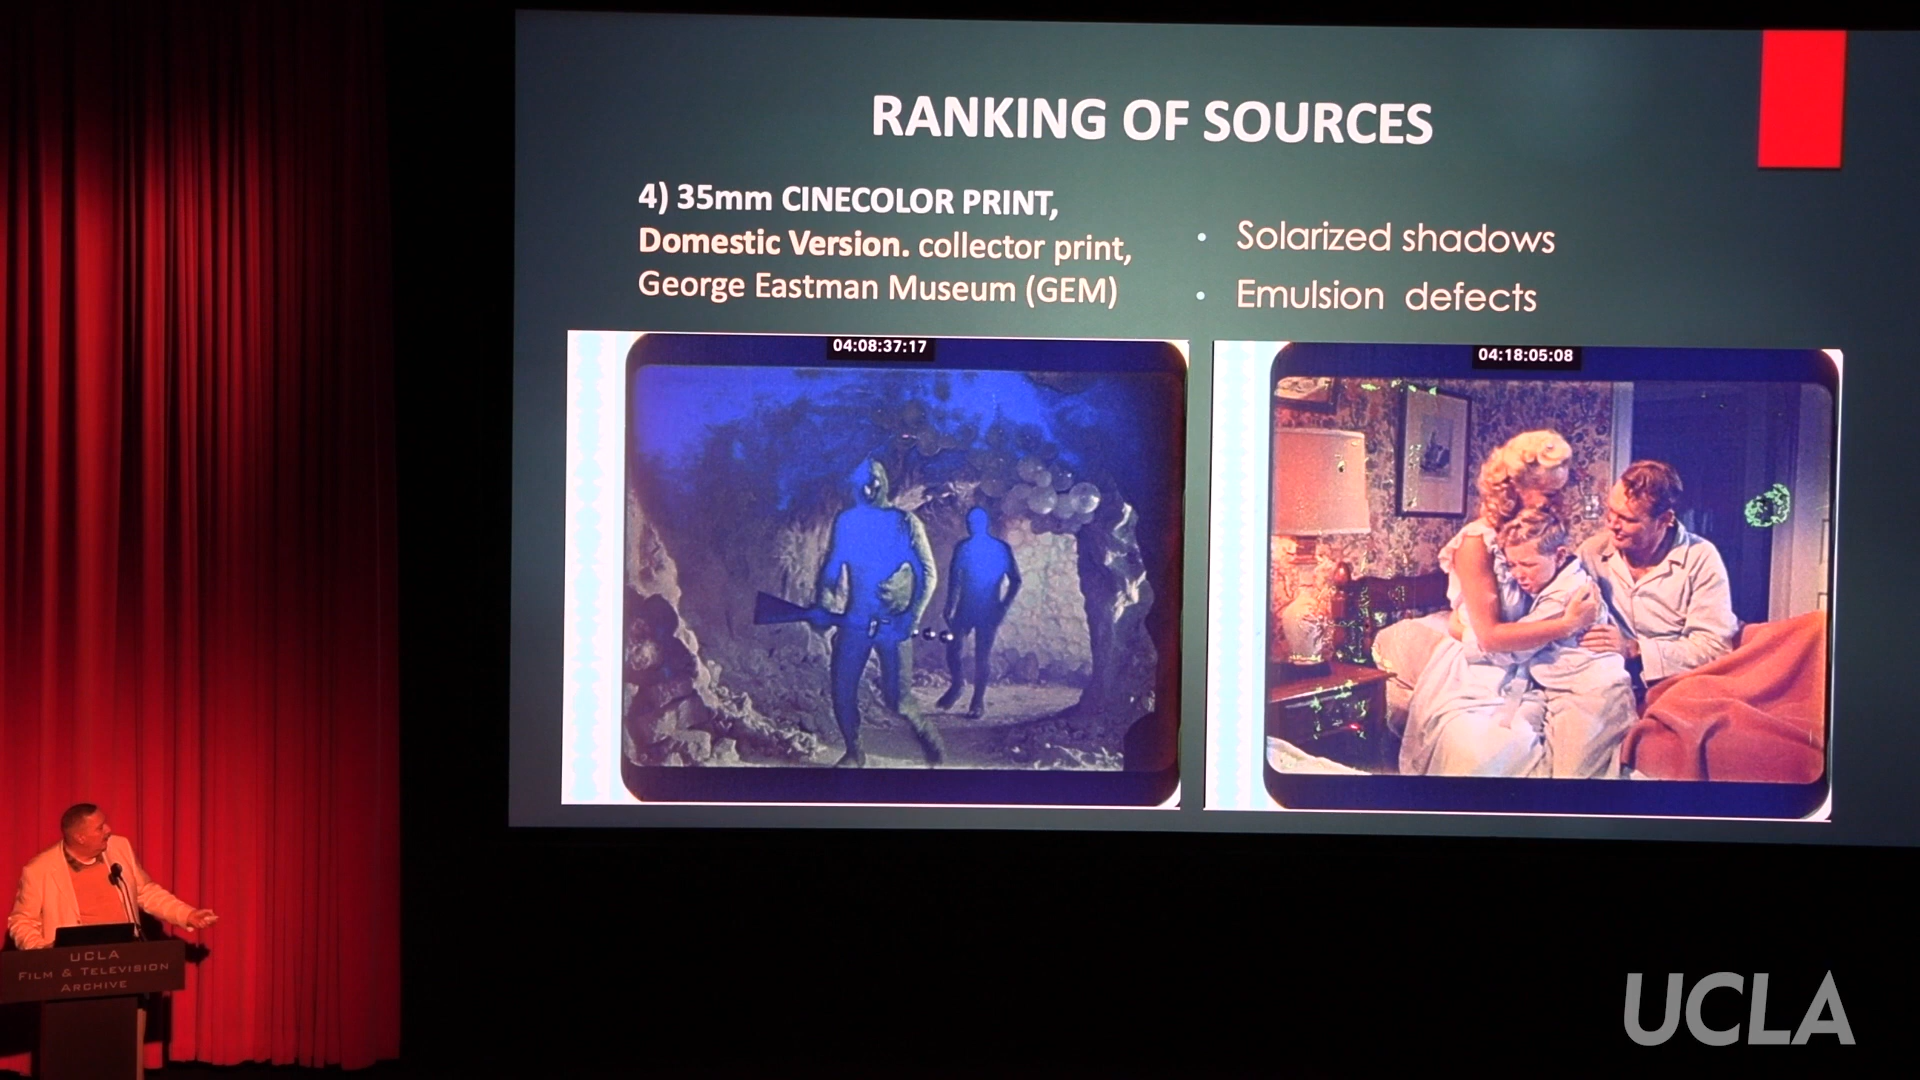 RANKING OF SOURCES
4) 35mm CINECOLOR PRINT,
Domestic Version. collector print,
George Eastman Museum (GEM)
• Solarized shadows
• Emulsion defects
04:08:37:17
04:18:05:08
UCLA
FILM & TELEVISION
ARCHIVE
UCLA